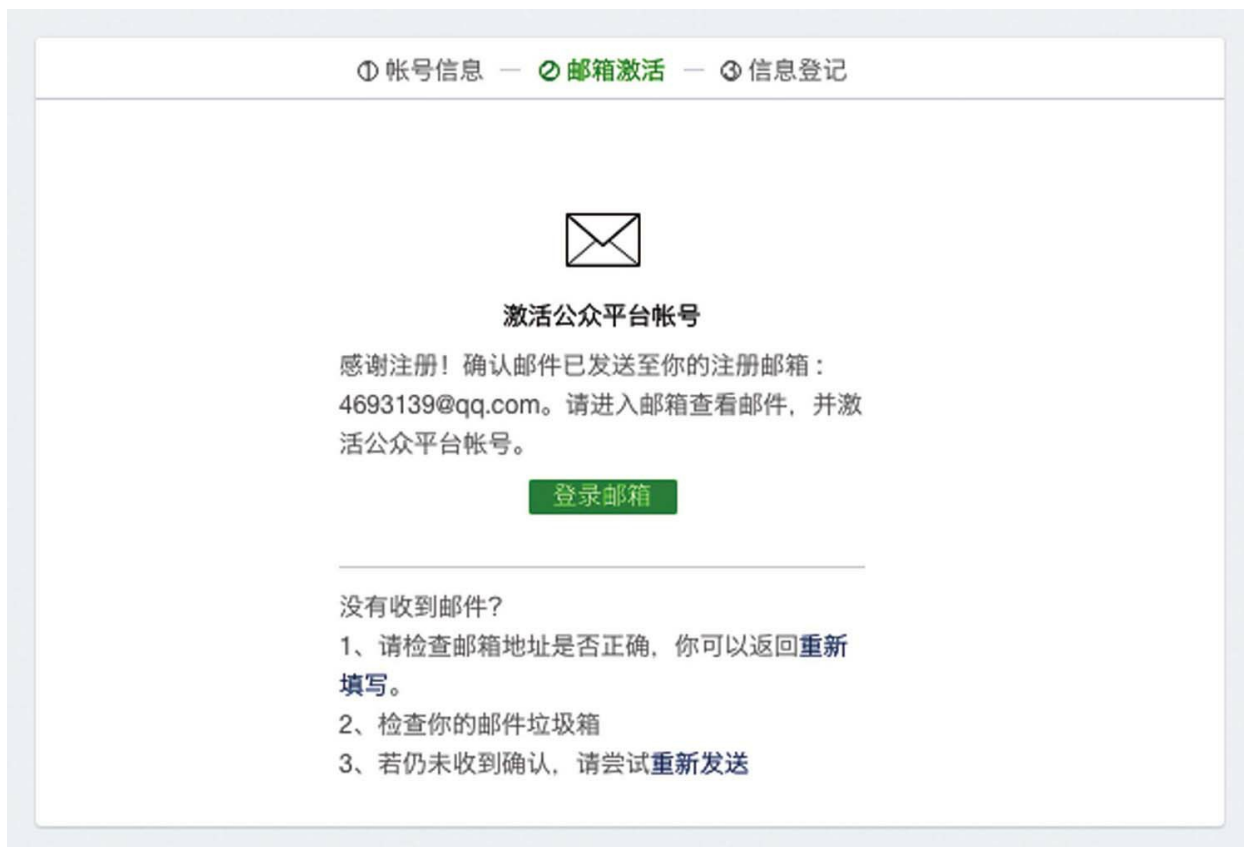 ① 帐号信息 — ② 邮箱激活 — ③ 信息登记
激活公众平台帐号
感谢注册！确认邮件已发送至你的注册邮箱：
4693139@qq.com。请进入邮箱查看邮件，并激
活公众平台帐号。
登录邮箱
没有收到邮件?
1、请检查邮箱地址是否正确，你可以返回重新
填写。
2、检查你的邮件垃圾箱
3、若仍未收到确认，请尝试重新发送